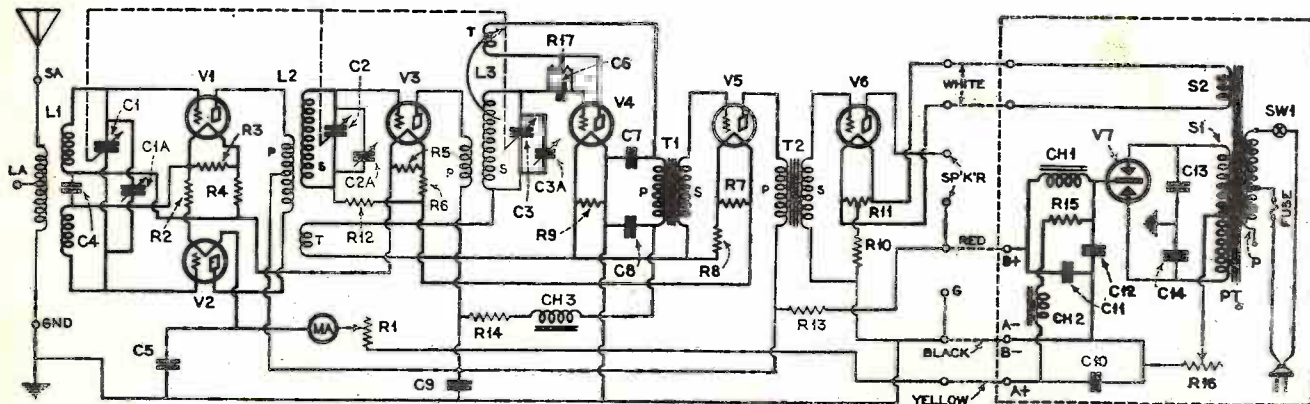 SA
LA
GND
L1
C1
C1A
C4
V1
V2
R3
R4
R2
C5
MA
R1
L2
P
S
T
C2
C2A
R12
V3
R5
R6
P
C9
R14
CH3
T
L3
S
R17
C6
C3
C3A
V4
R9
C7
C8
T1
P
S
V5
R7
R8
T2
P
S
R13
V6
R11
R10
WHITE
SP'K'R
RED
G
BLACK
YELLOW
B+
A-
B-
A+
CH1
R15
CH2
C11
C12
C10
V7
C13
C14
R16
S2
S1
P
PT
SW1
FUSE